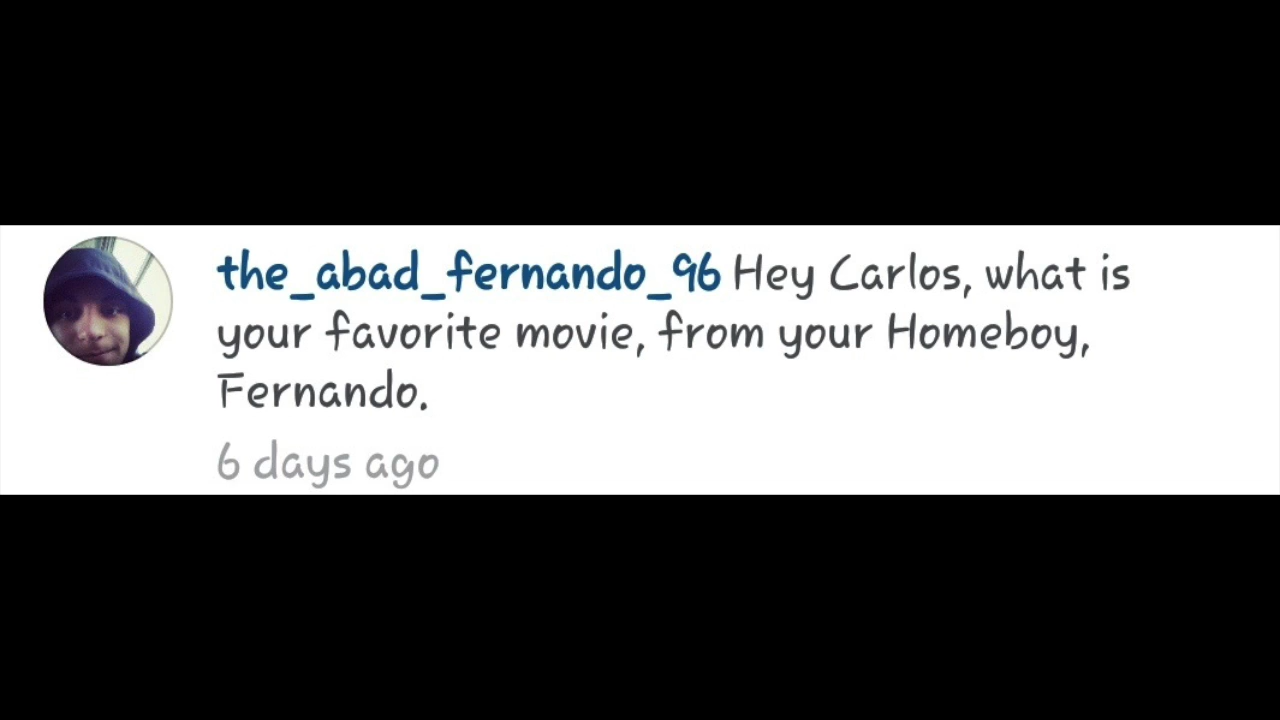 the_abad_fernando_96 Hey Carlos, what is
your favorite movie, from your Homeboy,
Fernando.
6 days ago